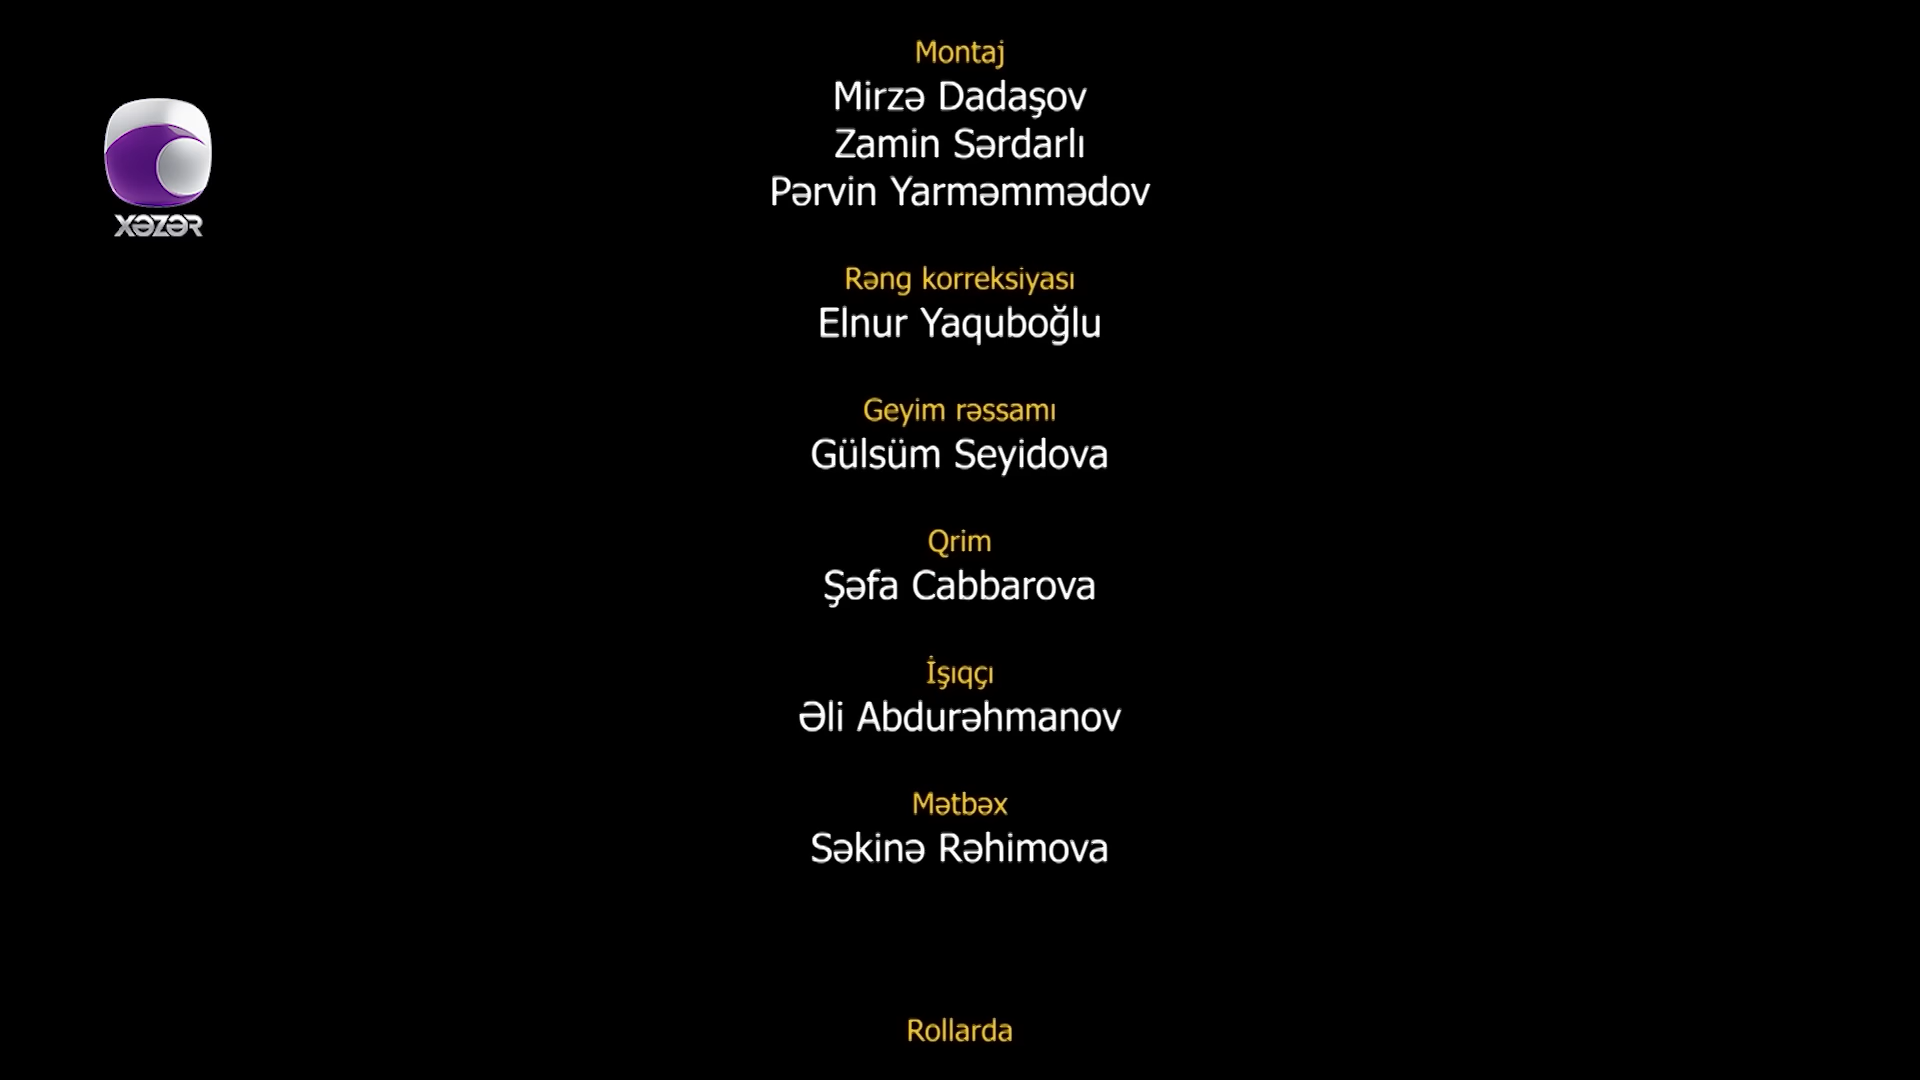 Montaj
Mirzə Dadaşov
Zamin Sərdarlı
Pərvin Yarməmmədov
XƏZƏR
Rəng korreksiyası
Elnur Yaquboğlu
Geyim rəssamı
Gülsüm Seyidova
Qrim
Şəfa Cabbarova
İşıqçı
Əli Abdurəhmanov
Mətbəx
Səkinə Rəhimova
Rollarda